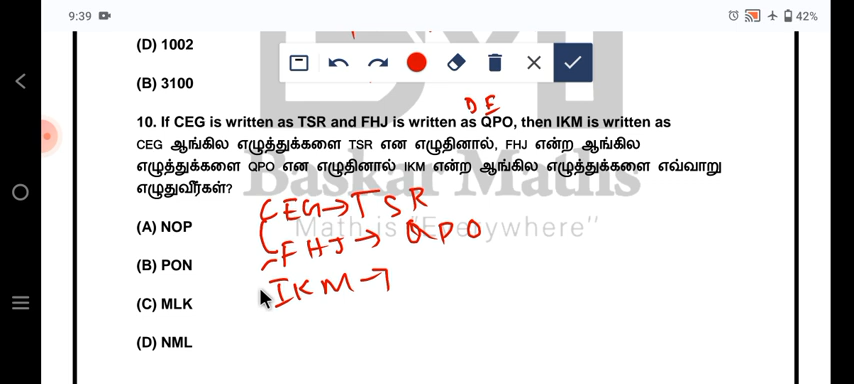 9:39
42%
(D) 1002
(B) 3100
D E
10. If CEG is written as TSR and FHJ is written as QPO, then IKM is written as
CEG ஆங்கில எழுத்துக்களை TSR என எழுதினால், FHJ என்ற ஆங்கில
எழுத்துக்களை QPO என எழுதினால் IKM என்ற ஆங்கில எழுத்துக்களை எவ்வாறு
எழுதுவீர்கள்?
Baskar Maths
Math is "Everywhere"
CEG → TSR
(A) NOP
FHJ → QPO
(B) PON
IKM →
(C) MLK
(D) NML